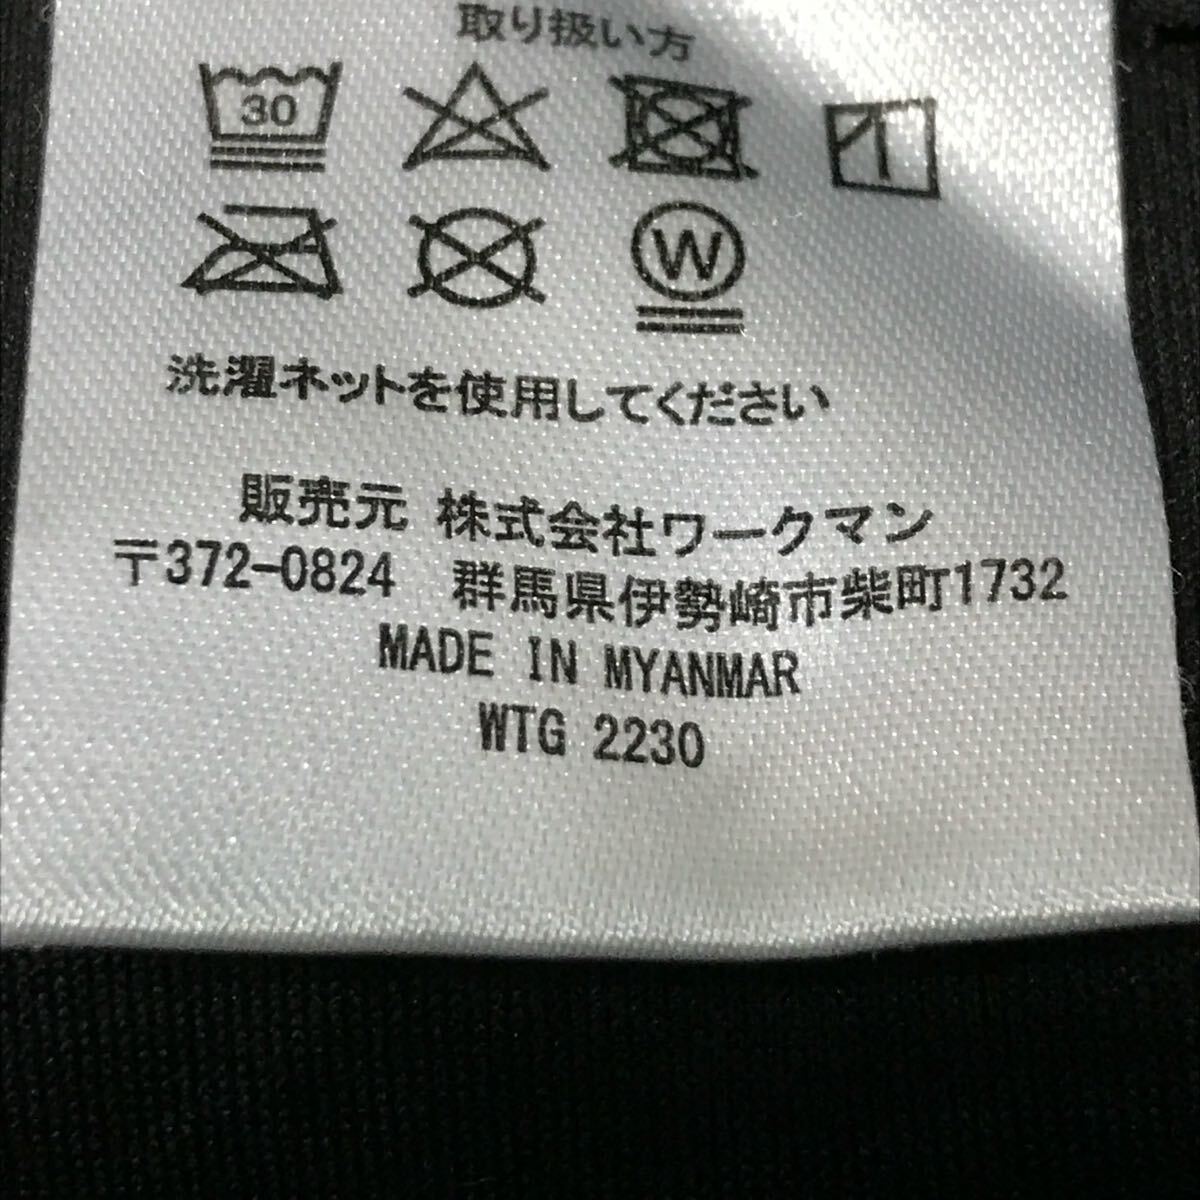 取り扱い方
30
W
洗濯ネットを使用してください
販売元 株式会社ワークマン
〒372-0824 群馬県伊勢崎市柴町1732
MADE IN MYANMAR
WTG 2230